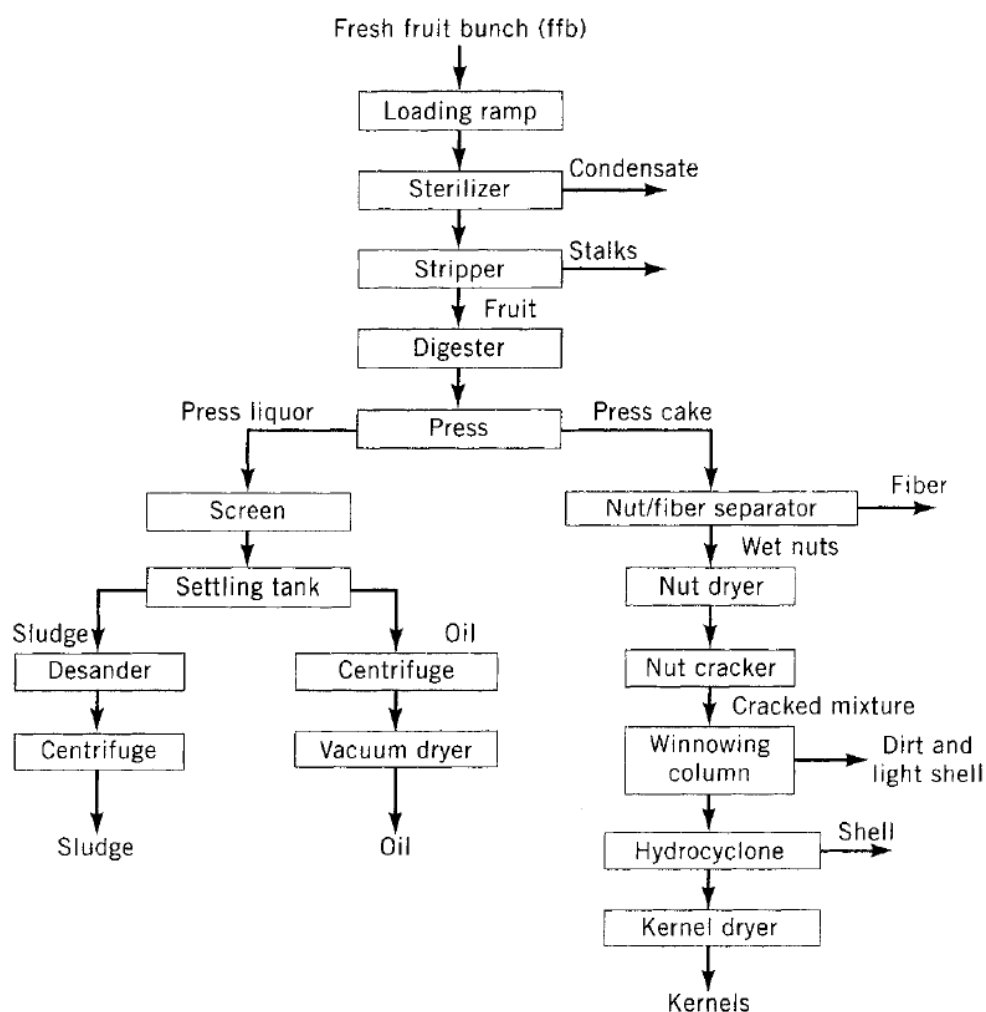 Fresh fruit bunch (ffb)
Loading ramp
Sterilizer
Condensate
Stripper
Stalks
Fruit
Digester
Press liquor
Press
Press cake
Screen
Nut/fiber separator
Fiber
Wet nuts
Settling tank
Nut dryer
Sludge
Oil
Desander
Centrifuge
Nut cracker
Cracked mixture
Centrifuge
Vacuum dryer
Winnowing
column
Dirt and
light shell
Sludge
Oil
Hydrocyclone
Shell
Kernel dryer
Kernels